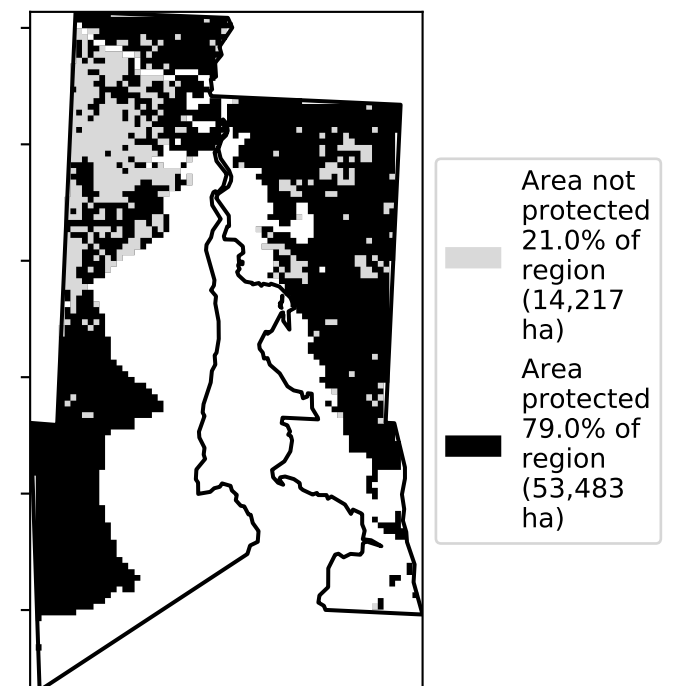 Area not
protected
21.0% of
region
(14,217
ha)
Area
protected
79.0% of
region
(53,483
ha)